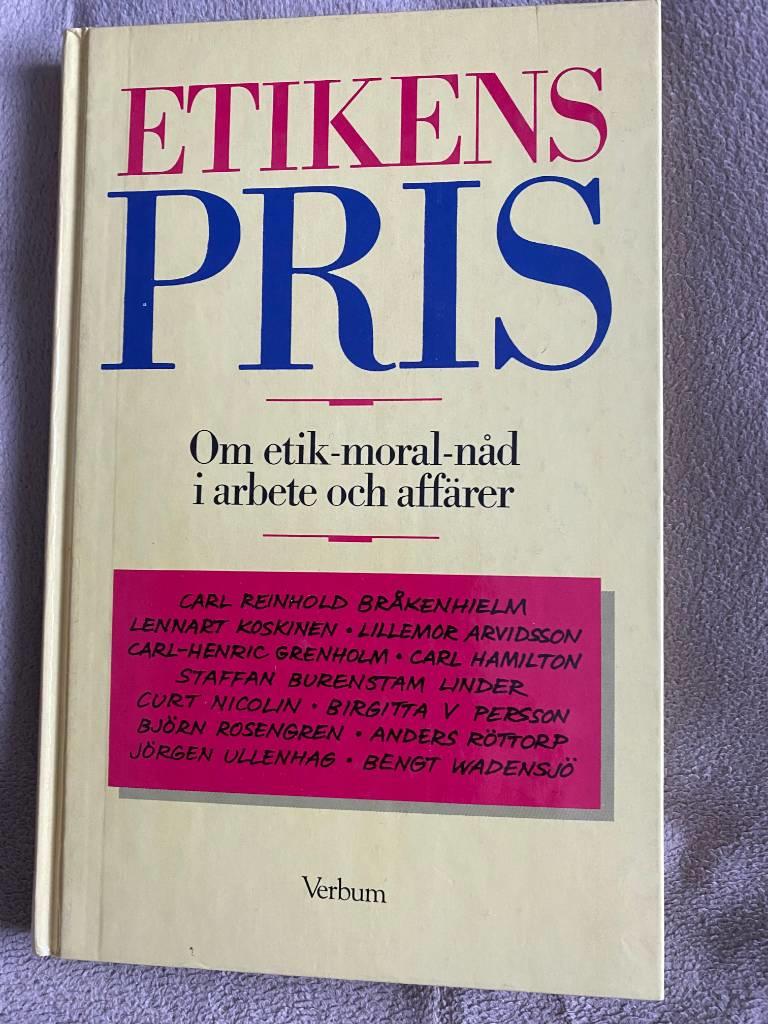 ETIKENS
PRIS
Om etik-moral-nåd
i arbete och affärer
CARL REINHOLD BRÅKENHIELM
LENNART KOSKINEN • LILLEMOR ARVIDSSON
CARL-HENRIC GRENHOLM • CARL HAMILTON
STAFFAN BURENSTAM LINDER
CURT NICOLIN • BIRGITTA V PERSSON
BJÖRN ROSENGREN • ANDERS RÖTTORP
JÖRGEN ULLENHAG • BENGT WADENSJÖ
Verbum